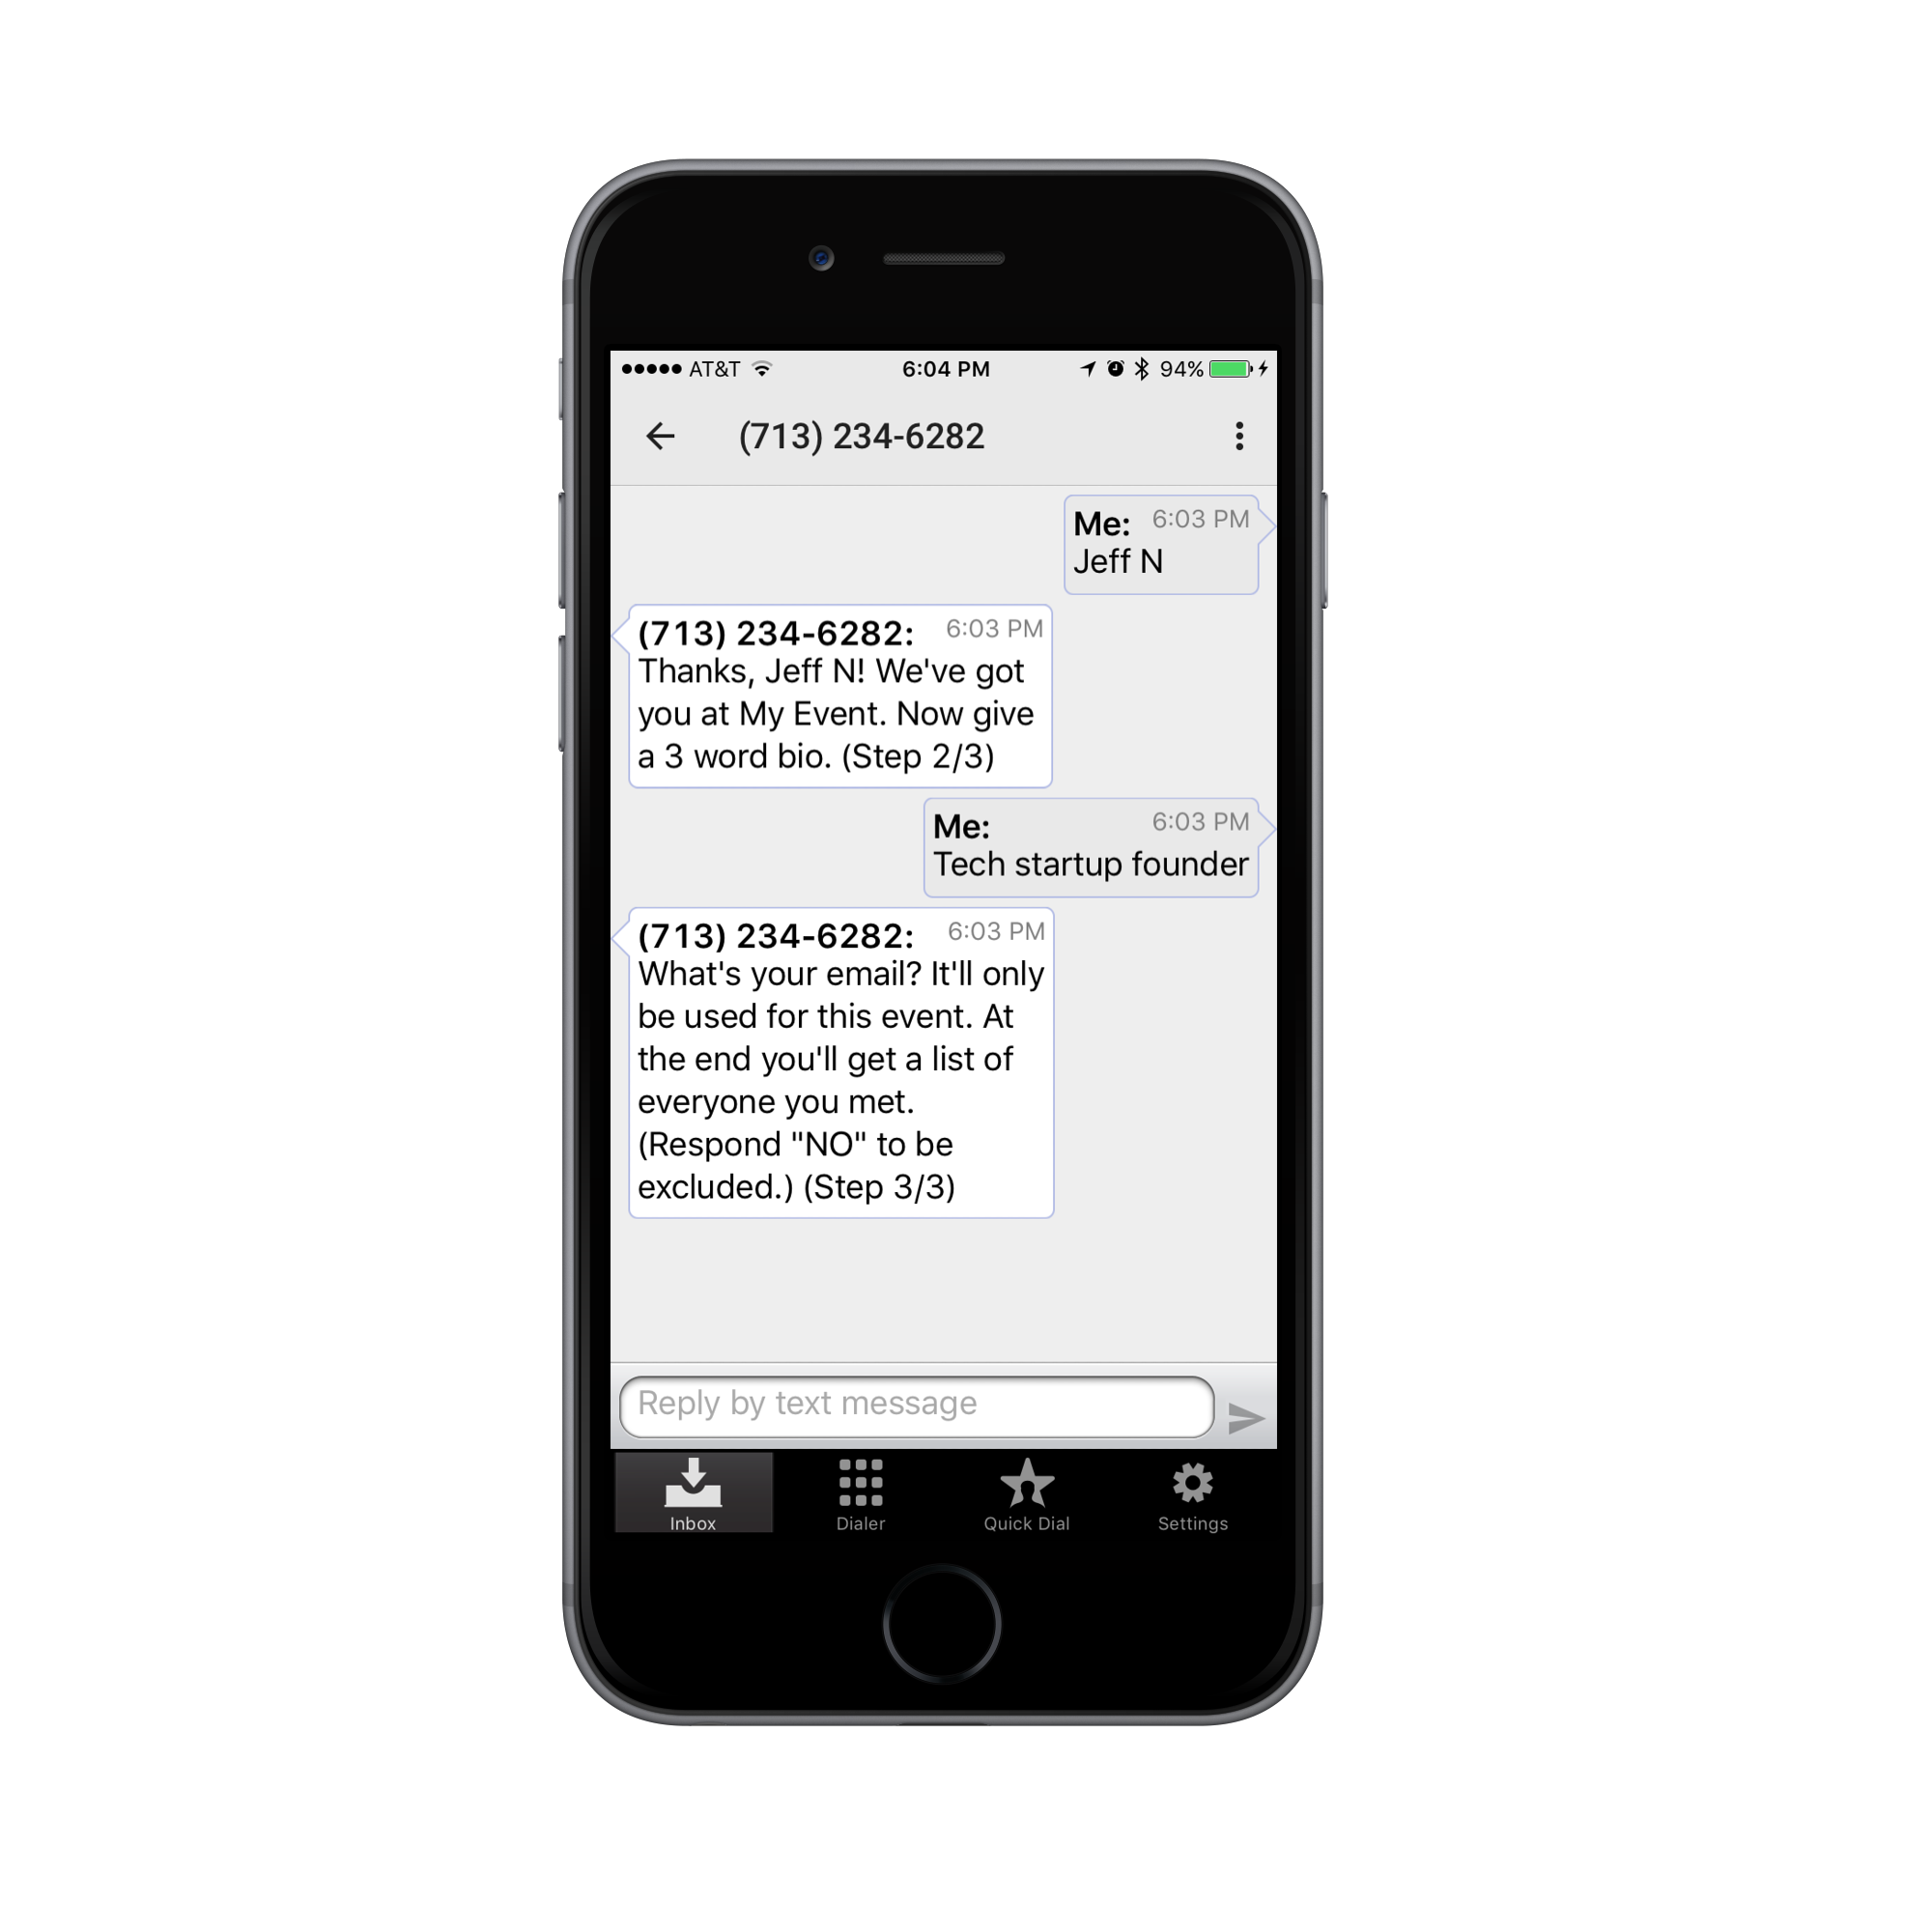 AT&T 6:04 PM 94%
(713) 234-6282
Me: 6:03 PM
Jeff N
(713) 234-6282: 6:03 PM
Thanks, Jeff N! We've got
you at My Event. Now give
a 3 word bio. (Step 2/3)
Me: 6:03 PM
Tech startup founder
(713) 234-6282: 6:03 PM
What's your email? It'll only
be used for this event. At
the end you'll get a list of
everyone you met.
(Respond "NO" to be
excluded.) (Step 3/3)
Reply by text message
Inbox Dialer Quick Dial Settings